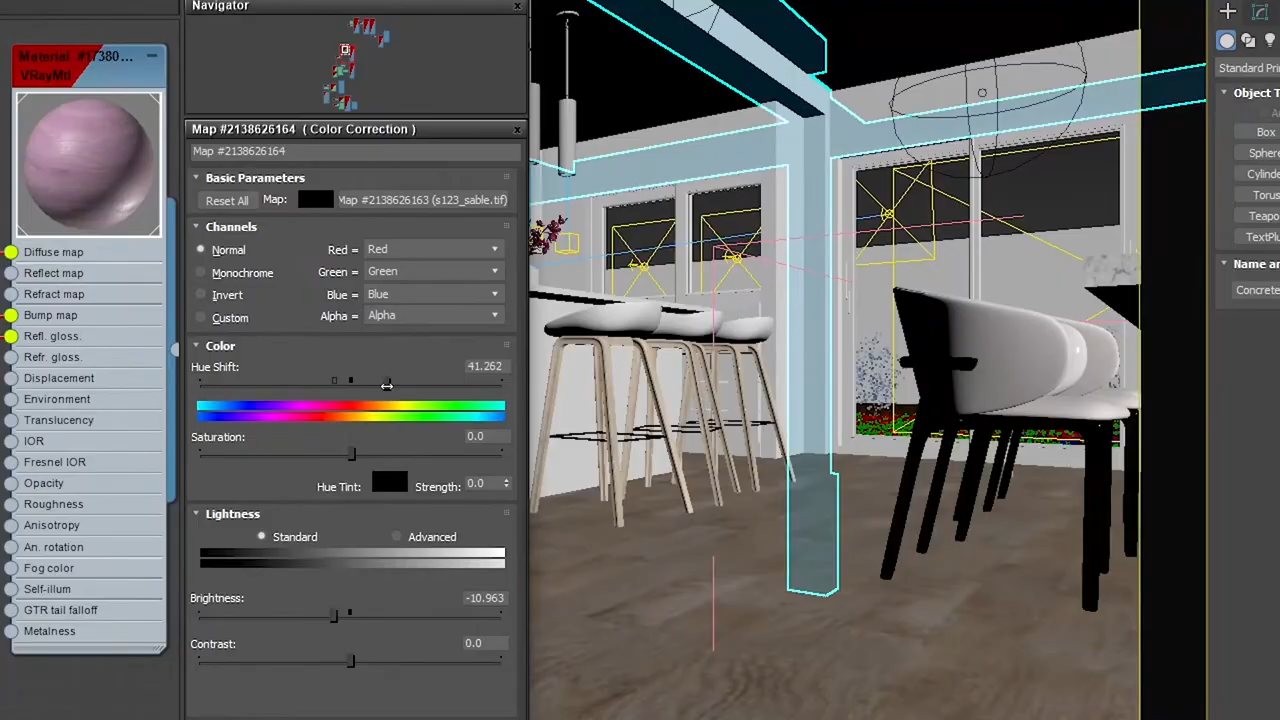 Navigator
Material #17380...
VRayMtl
Diffuse map
Reflect map
Refract map
Bump map
Refl. gloss.
Refr. gloss.
Displacement
Environment
Translucency
IOR
Fresnel IOR
Opacity
Roughness
Anisotropy
An. rotation
Fog color
Self-illum
GTR tail falloff
Metalness
Map #2138626164 ( Color Correction )
Map #2138626164
Basic Parameters
Reset All Map: Map #2138626163 (s123_sable.tif)
Channels
Normal Red = Red
Monochrome Green = Green
Invert Blue = Blue
Custom Alpha = Alpha
Color
Hue Shift: 41.262
Saturation: 0.0
Hue Tint: Strength: 0.0
Lightness
Standard Advanced
Brightness: -10.963
Contrast: 0.0
Standard Pri
Object T
Box
Sphere
Cylinde
Torus
Teapo
TextPlu
Name an
Concrete